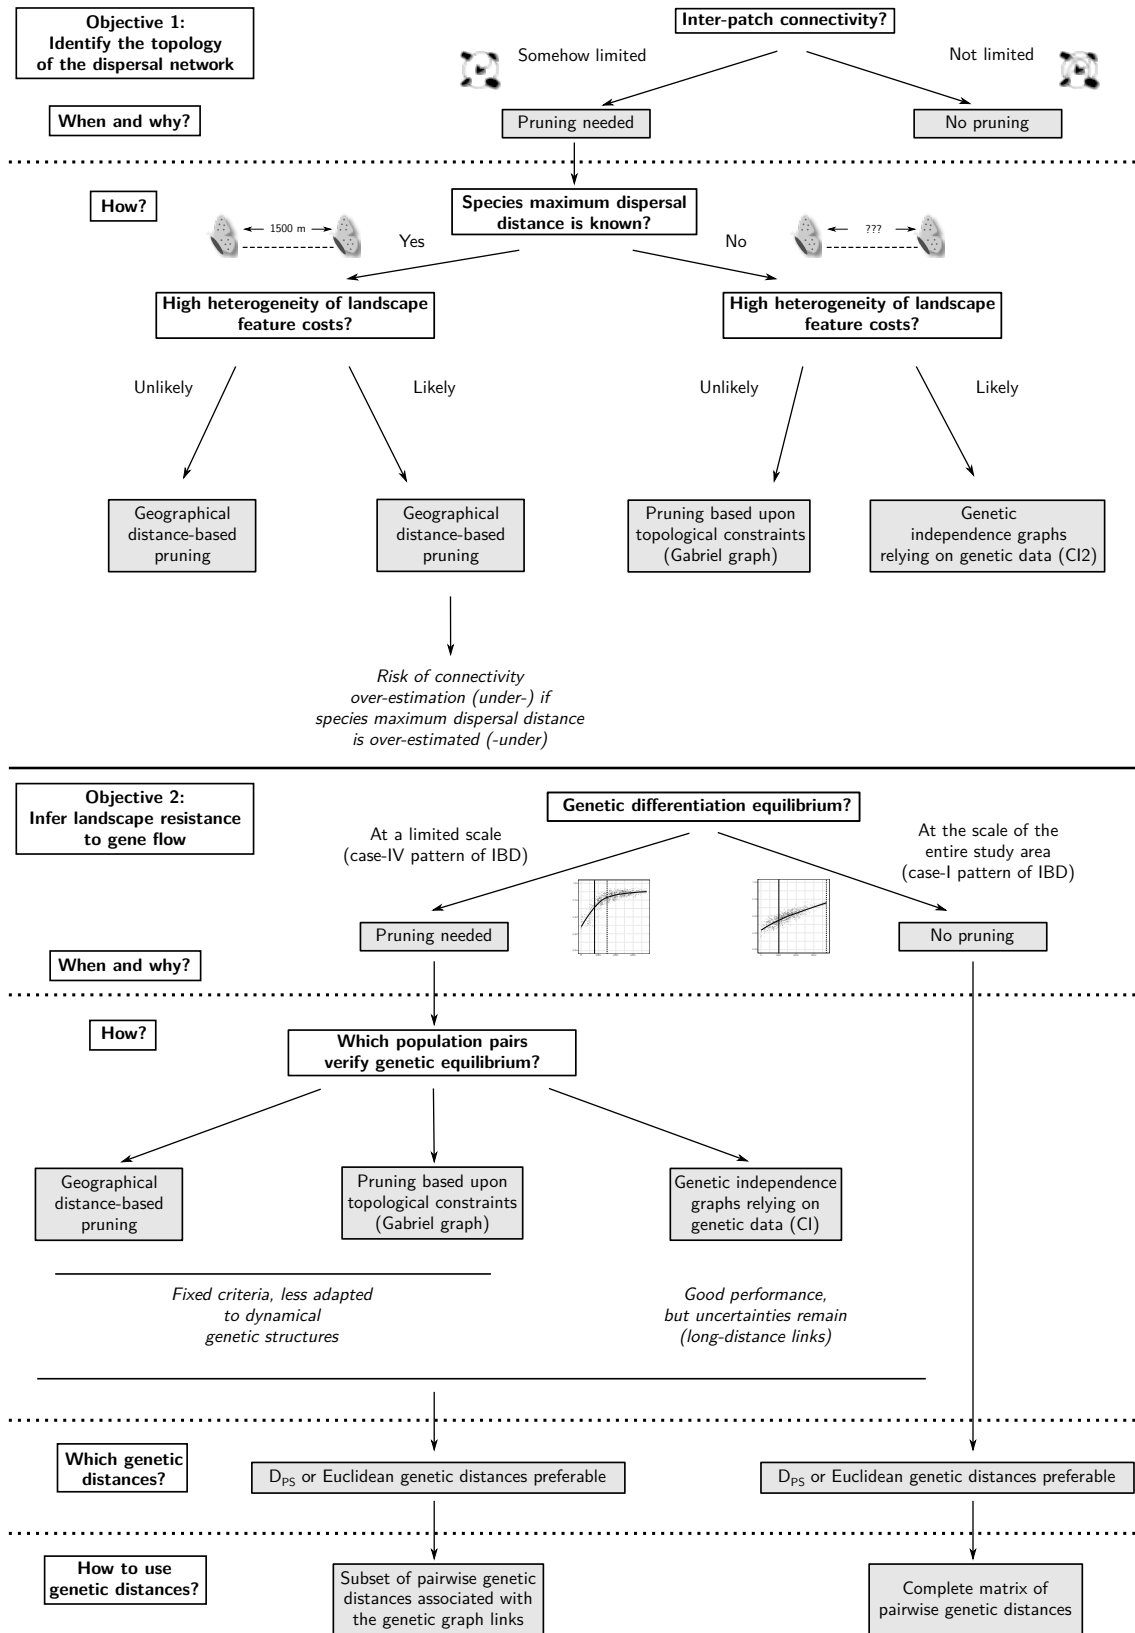 Objective 1:
Identify the topology
of the dispersal network
Inter-patch connectivity?
Somehow limited
Not limited
When and why?
Pruning needed
No pruning
How?
Species maximum dispersal
distance is known?
1500 m
Yes
No
???
High heterogeneity of landscape
feature costs?
High heterogeneity of landscape
feature costs?
Unlikely
Likely
Unlikely
Likely
Geographical
distance-based
pruning
Geographical
distance-based
pruning
Pruning based upon
topological constraints
(Gabriel graph)
Genetic
independence graphs
relying on genetic data (CI2)
Risk of connectivity
over-estimation (under-) if
species maximum dispersal distance
is over-estimated (-under)
Objective 2:
Infer landscape resistance
to gene flow
Genetic differentiation equilibrium?
At a limited scale
(case-IV pattern of IBD)
At the scale of the
entire study area
(case-I pattern of IBD)
Pruning needed
No pruning
When and why?
How?
Which population pairs
verify genetic equilibrium?
Geographical
distance-based
pruning
Pruning based upon
topological constraints
(Gabriel graph)
Genetic independence
graphs relying on
genetic data (CI)
Fixed criteria, less adapted
to dynamical
genetic structures
Good performance,
but uncertainties remain
(long-distance links)
Which genetic
distances?
DPS or Euclidean genetic distances preferable
DPS or Euclidean genetic distances preferable
How to use
genetic distances?
Subset of pairwise genetic
distances associated with
the genetic graph links
Complete matrix of
pairwise genetic distances